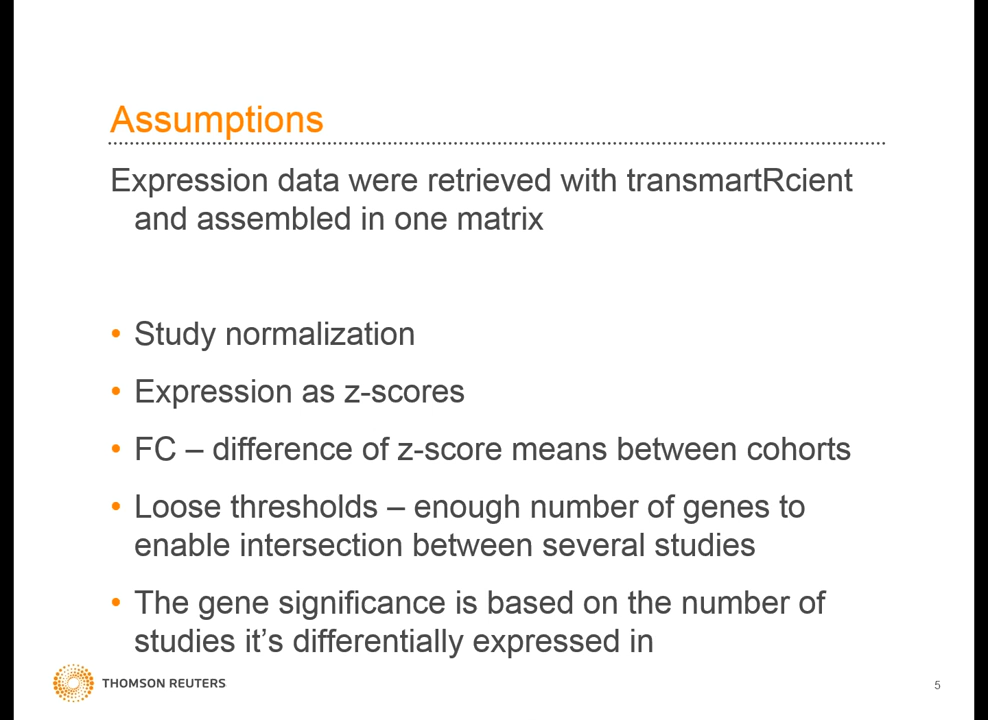 Assumptions
Expression data were retrieved with transmartRcient
and assembled in one matrix
• Study normalization
• Expression as z-scores
• FC – difference of z-score means between cohorts
• Loose thresholds – enough number of genes to
enable intersection between several studies
• The gene significance is based on the number of
studies it’s differentially expressed in
THOMSON REUTERS
5